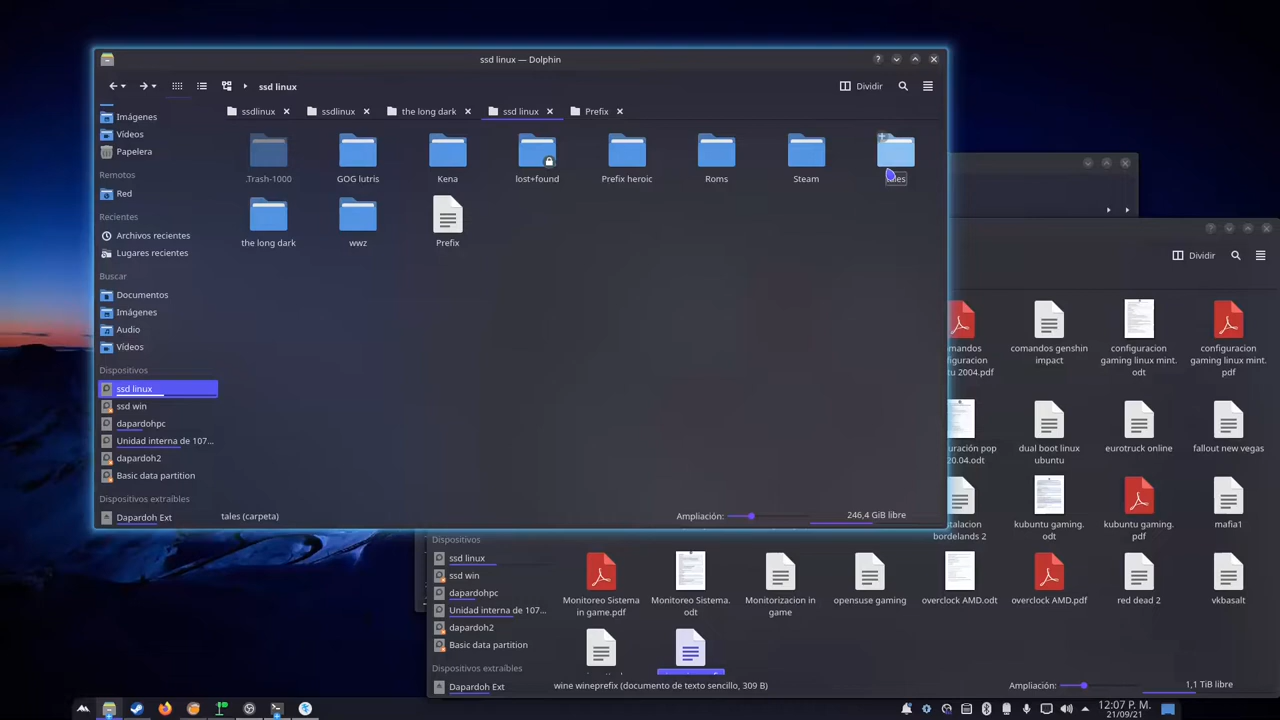 ssd linux — Dolphin
ssd linux
Dividir
ssdlinux
ssdlinux
the long dark
ssd linux
Prefix
Imágenes
Vídeos
Papelera
Remotos
Red
Recientes
Archivos recientes
Lugares recientes
Buscar
Documentos
Imágenes
Audio
Vídeos
Dispositivos
ssd linux
ssd win
dapardohpc
Unidad interna de 107...
dapardoh2
Basic data partition
Dispositivos extraíbles
Dapardoh Ext
.Trash-1000
GOG lutris
Kena
lost+found
Prefix heroic
Roms
Steam
the long dark
wwz
Prefix
tales (carpeta)
Ampliación:
246,4 GiB libre
Dividir
comandos genshin
impact
configuracion
gaming linux mint.
odt
configuracion
gaming linux mint.
pdf
20.04.odt
dual boot linux
ubuntu
eurotruck online
fallout new vegas
bordelands 2
kubuntu gaming.
odt
kubuntu gaming.
pdf
mafia1
Dispositivos
ssd linux
ssd win
dapardohpc
Unidad interna de 107...
dapardoh2
Basic data partition
Dispositivos extraíbles
Dapardoh Ext
Monitoreo Sistema
in game.pdf
Monitoreo Sistema.
odt
Monitorizacion in
game
opensuse gaming
overclock AMD.odt
overclock AMD.pdf
red dead 2
vkbasalt
wine wineprefix (documento de texto sencillo, 309 B)
Ampliación:
1,1 TiB libre
12:07 P. M.
21/09/21